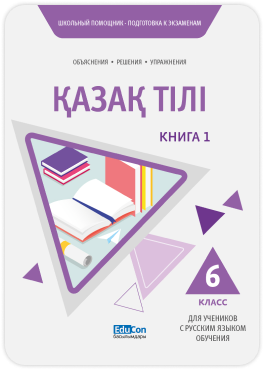 ШКОЛЬНЫЙ ПОМОЩНИК - ПОДГОТОВКА К ЭКЗАМЕНАМ
ОБЪЯСНЕНИЯ • РЕШЕНИЯ • УПРАЖНЕНИЯ
ҚАЗАҚ ТІЛІ
КНИГА 1
6
КЛАСС
ДЛЯ УЧЕНИКОВ
С РУССКИМ ЯЗЫКОМ
ОБУЧЕНИЯ
EduCon
баспалымдары